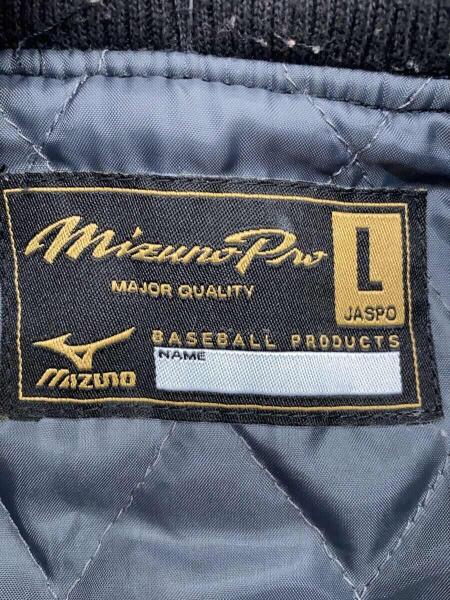 Mizuno Pro
L
MAJOR QUALITY
JASPO
BASEBALL PRODUCTS
NAME
MIZUNO